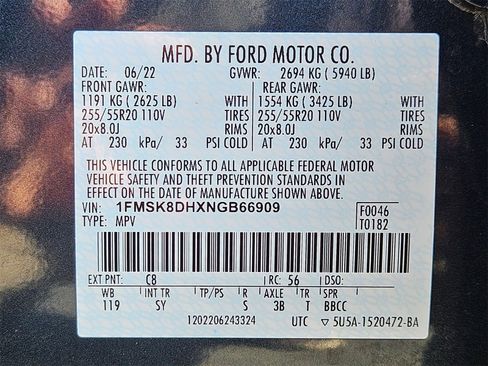 MFD. BY FORD MOTOR CO.
DATE: 06/22 GVWR: 2694 KG ( 5940 LB)
FRONT GAWR: REAR GAWR:
1191 KG ( 2625 LB) WITH 1554 KG ( 3425 LB) WITH
255/55R20 110V TIRES 255/55R20 110V TIRES
20x8.0J RIMS 20x8.0J RIMS
AT 230 kPa/ 33 PSI COLD AT 230 kPa/ 33 PSI COLD
THIS VEHICLE CONFORMS TO ALL APPLICABLE FEDERAL MOTOR
VEHICLE SAFETY AND THEFT PREVENTION STANDARDS IN
EFFECT ON THE DATE OF MANUFACTURE SHOWN ABOVE.
VIN: 1FMSK8DHXNGB66909 F0046
TYPE: MPV T0182
EXT PNT: C8 RC: 56 DSO:
WB INT TR TP/PS R AXLE TR SPR
119 SY S 3B T BBCC
1202206243324 UTC ▽ 5U5A-1520472-BA